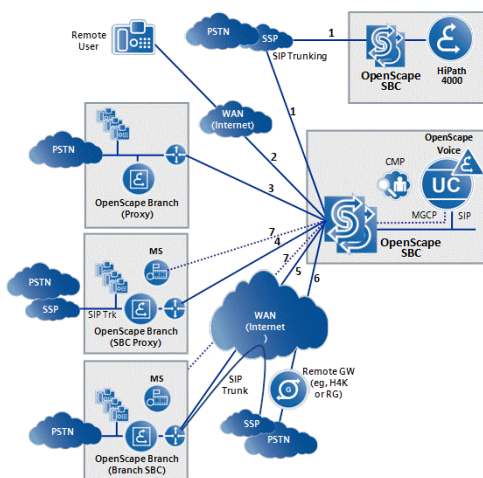 Remote
User
PSTN
SSP
SIP Trunking
1
OpenScape
SBC
HiPath
4000
WAN
(Internet)
1
2
3
PSTN
OpenScape Branch
(Proxy)
OpenScape
Voice
CMP
UC
MGCP
SIP
OpenScape
SBC
7
4
7
5
6
MS
PSTN
SSP
SIP Trk
OpenScape Branch
(SBC Proxy)
WAN
(Internet
)
Remote GW
(eg, H4K
or RG)
G
SIP
Trunk
MS
SSP
PSTN
PSTN
OpenScape Branch
(Branch SBC)